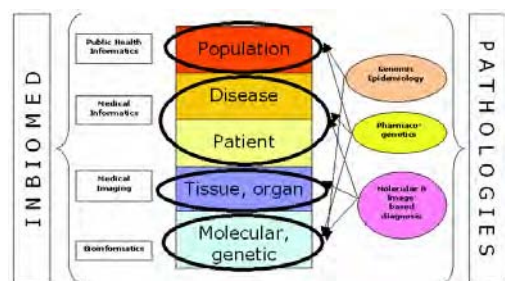 INBIOMED
Public Health
Informatics
Medical
Informatics
Medical
Imaging
Bioinformatics
Population
Disease
Patient
Tissue, organ
Molecular,
genetic
Genomic
Epidemiology
Pharmaco-
genetics
Molecular &
Image
based
diagnosis
PATHOLOGIES